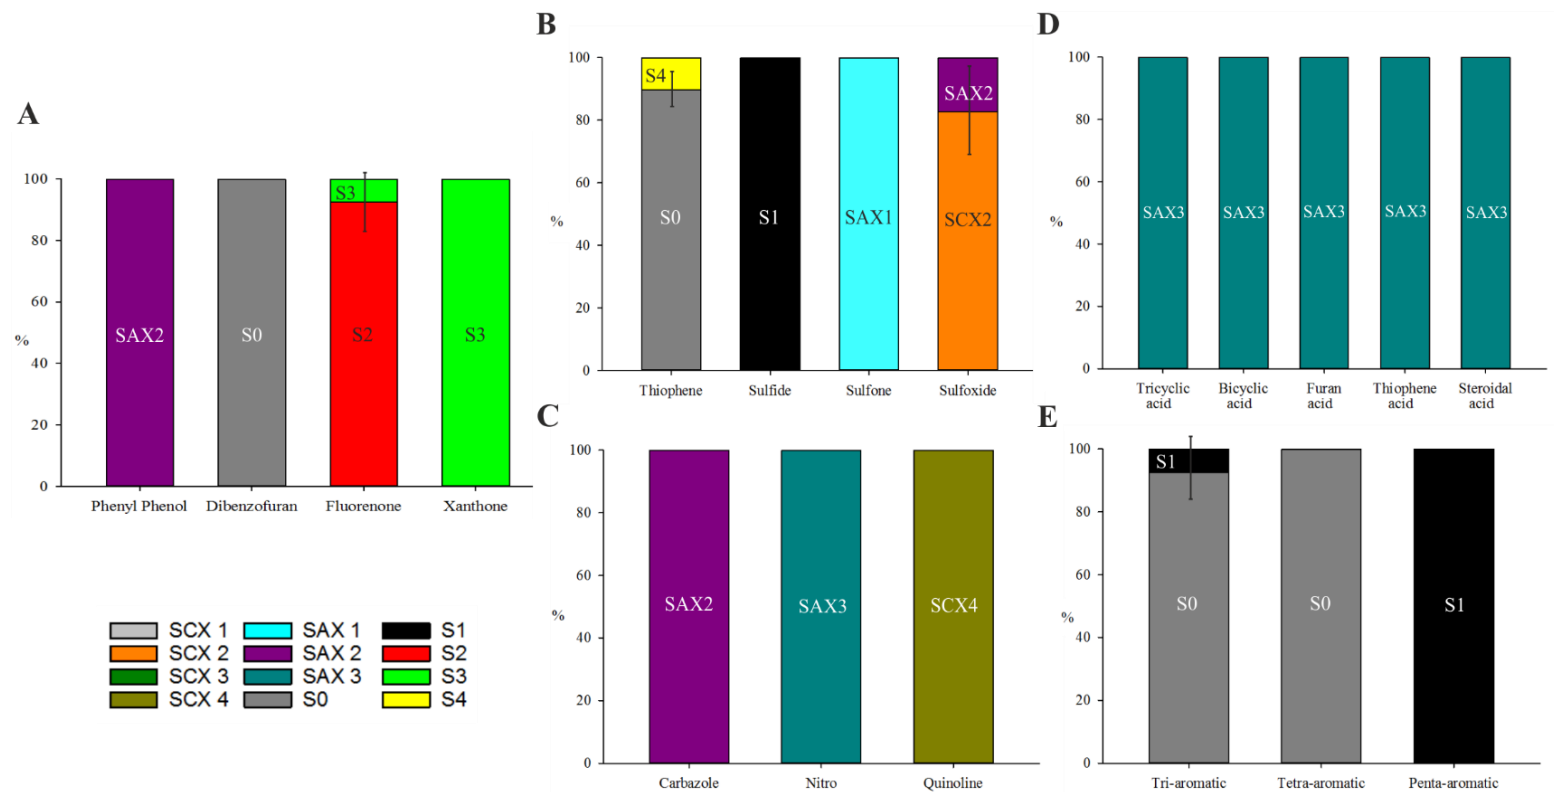 A
100
80
60
%
40
20
0
SAX2
S0
S3
S2
S3
Phenyl Phenol
Dibenzofuran
Fluorenone
Xanthone
SCX 1
SAX 1
S1
SCX 2
SAX 2
S2
SCX 3
SAX 3
S3
SCX 4
S0
S4
B
100
80
60
%
40
20
0
S4
S0
S1
SAX1
SAX2
SCX2
Thiophene
Sulfide
Sulfone
Sulfoxide
C
100
80
60
%
40
20
0
SAX2
SAX3
SCX4
Carbazole
Nitro
Quinoline
D
100
80
60
%
40
20
0
SAX3
SAX3
SAX3
SAX3
SAX3
Tricyclic
acid
Bicyclic
acid
Furan
acid
Thiophene
acid
Steroidal
acid
E
100
80
60
%
40
20
0
S1
S0
S0
S1
Tri-aromatic
Tetra-aromatic
Penta-aromatic